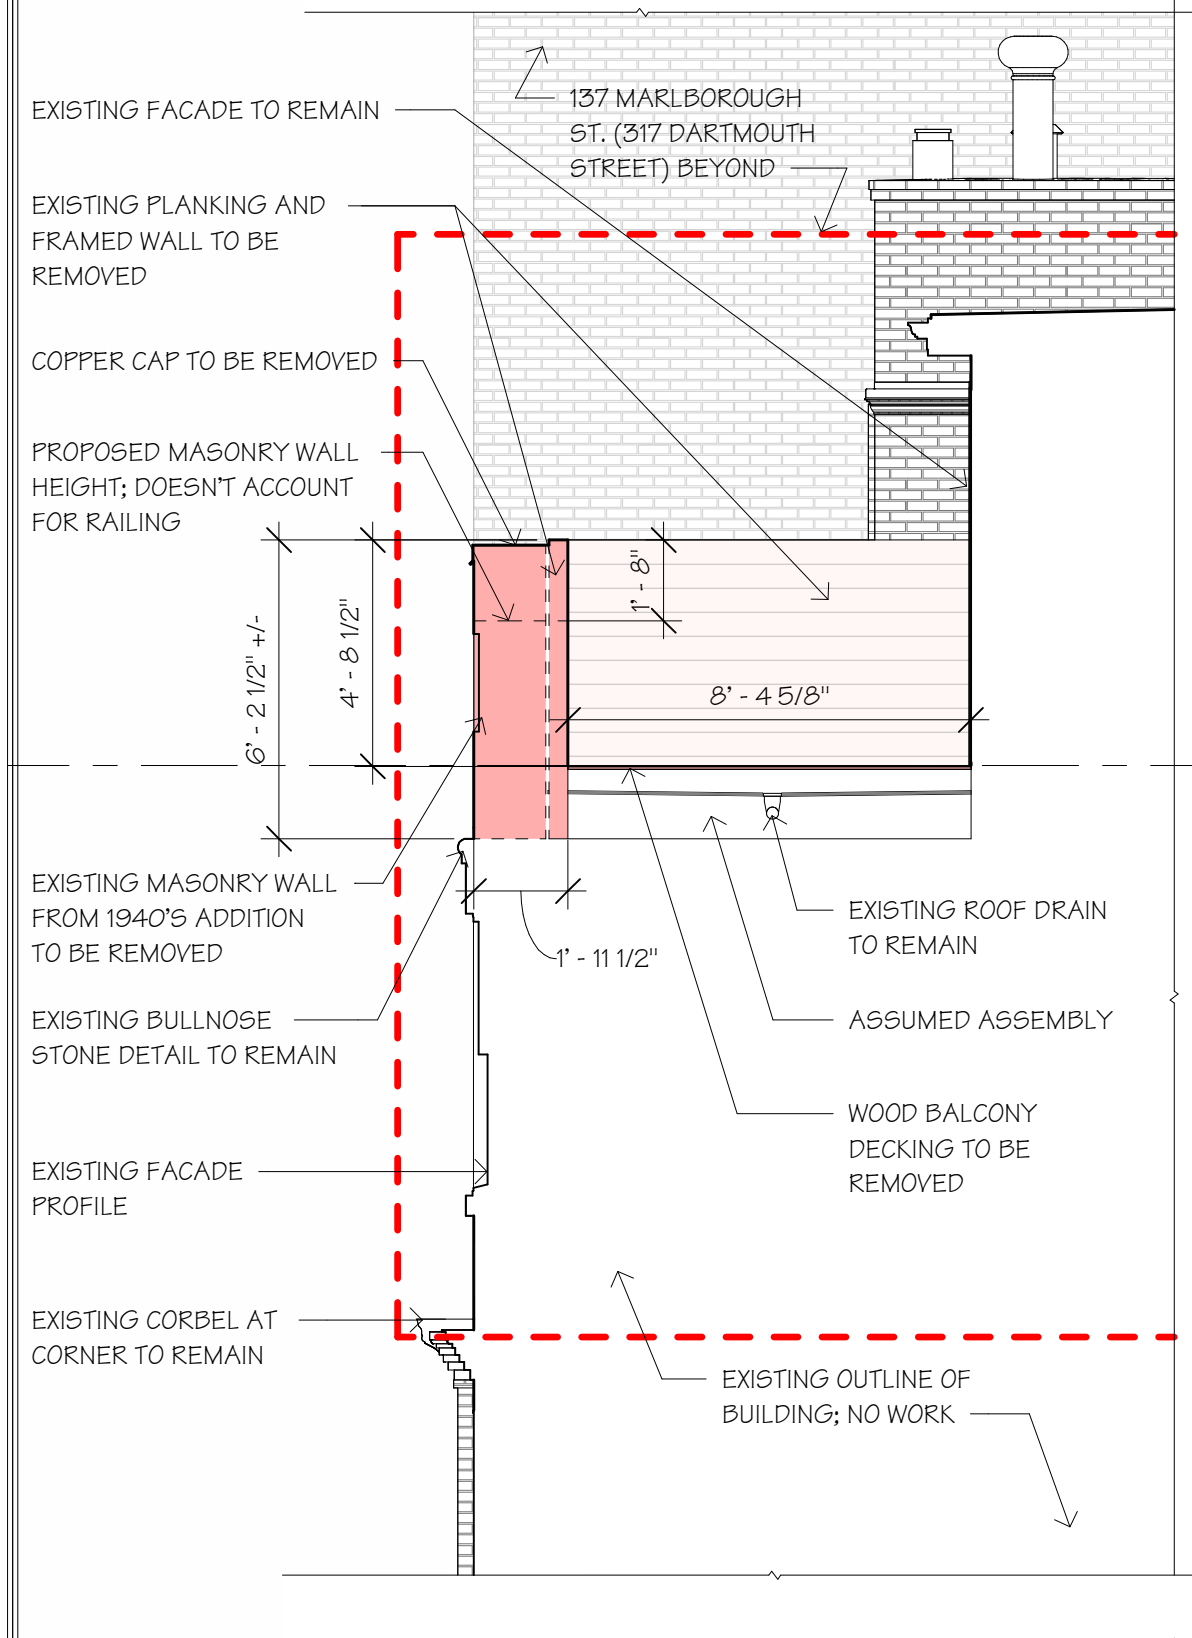 EXISTING FACADE TO REMAIN
137 MARLBOROUGH
ST. (317 DARTMOUTH
STREET) BEYOND
EXISTING PLANKING AND
FRAMED WALL TO BE
REMOVED
COPPER CAP TO BE REMOVED
PROPOSED MASONRY WALL
HEIGHT; DOESN'T ACCOUNT
FOR RAILING
6' - 2 1/2" +/-
4' - 8 1/2"
1' - 8"
8' - 4 5/8"
EXISTING MASONRY WALL
FROM 1940'S ADDITION
TO BE REMOVED
1' - 11 1/2"
EXISTING ROOF DRAIN
TO REMAIN
EXISTING BULLNOSE
STONE DETAIL TO REMAIN
ASSUMED ASSEMBLY
WOOD BALCONY
DECKING TO BE
REMOVED
EXISTING FACADE
PROFILE
EXISTING CORBEL AT
CORNER TO REMAIN
EXISTING OUTLINE OF
BUILDING; NO WORK